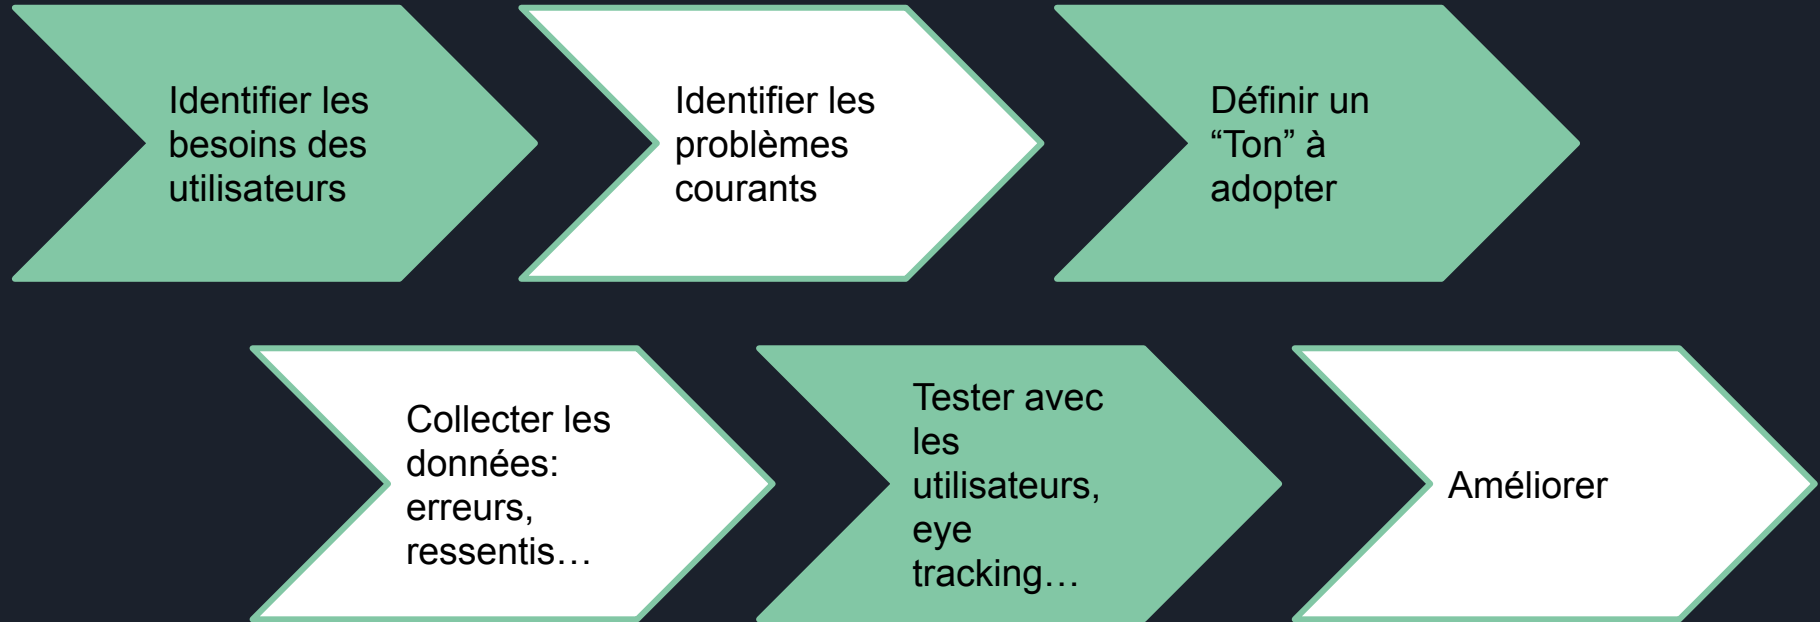 Identifier les
besoins des
utilisateurs
Identifier les
problèmes
courants
Définir un
“Ton” à
adopter
Collecter les
données:
erreurs,
ressentis…
Tester avec
les
utilisateurs,
eye
tracking…
Améliorer